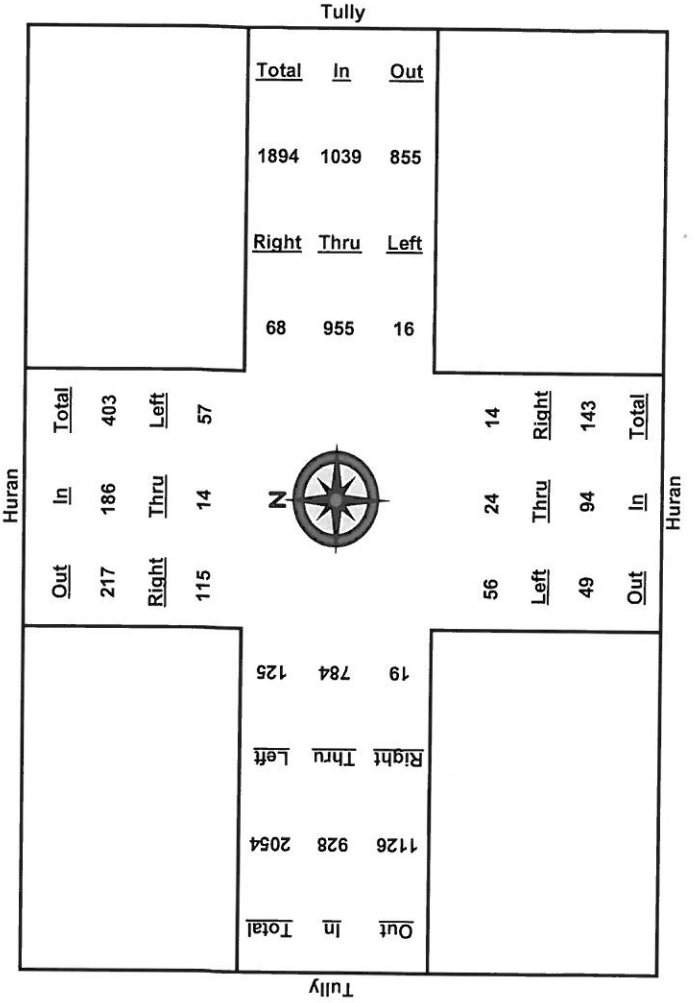 Tully
Total In Out
1894 1039 855
Right Thru Left
68 955 16
Huran
Out In Total
217 186 403
Right Thru Left
115 14 57
N
14 24 56
Right Thru Left
143 94 49
Total In Out
Huran
125 784 19
Left Thru Right
2054 928 1126
Total In Out
Tully